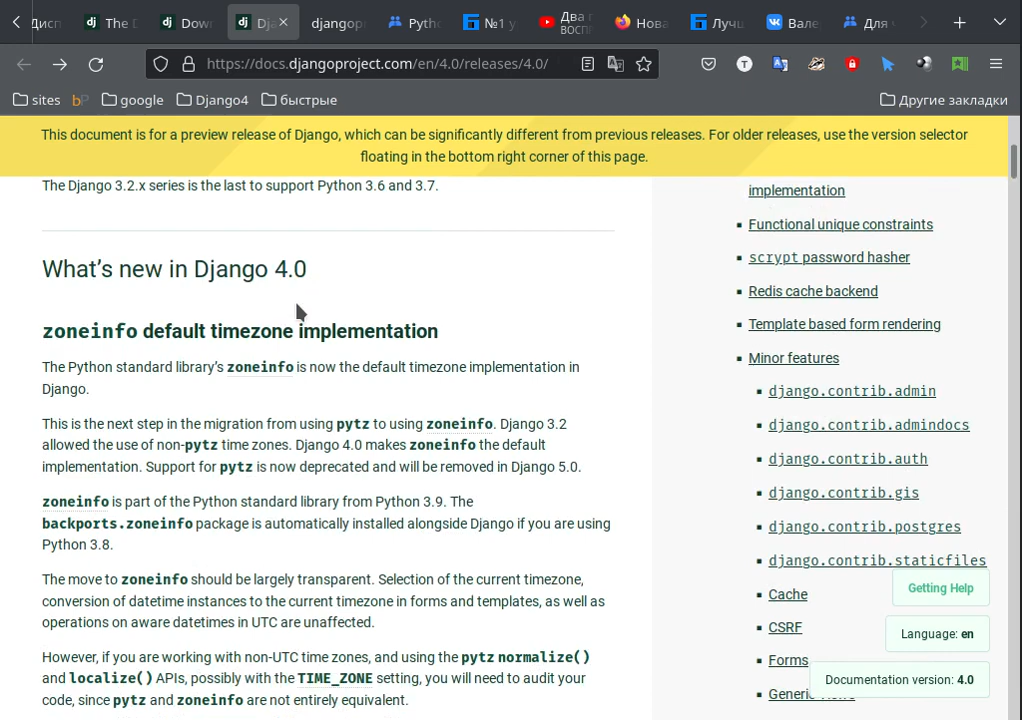 Дисп
The D
Dow
Dja
djangopr
Pyth
№1 у
Два г
ВОСПР
Нова
Лучш
Вале
Для
https://docs.djangoproject.com/en/4.0/releases/4.0/
sites
bP
google
Django4
быстрые
Другие закладки
This document is for a preview release of Django, which can be significantly different from previous releases. For older releases, use the version selector
floating in the bottom right corner of this page.
The Django 3.2.x series is the last to support Python 3.6 and 3.7.
What's new in Django 4.0
zoneinfo default timezone implementation
The Python standard library's zoneinfo is now the default timezone implementation in
Django.
This is the next step in the migration from using pytz to using zoneinfo. Django 3.2
allowed the use of non-pytz time zones. Django 4.0 makes zoneinfo the default
implementation. Support for pytz is now deprecated and will be removed in Django 5.0.
zoneinfo is part of the Python standard library from Python 3.9. The
backports.zoneinfo package is automatically installed alongside Django if you are using
Python 3.8.
The move to zoneinfo should be largely transparent. Selection of the current timezone,
conversion of datetime instances to the current timezone in forms and templates, as well as
operations on aware datetimes in UTC are unaffected.
However, if you are working with non-UTC time zones, and using the pytz normalize()
and localize() APIs, possibly with the TIME_ZONE setting, you will need to audit your
code, since pytz and zoneinfo are not entirely equivalent.
implementation
Functional unique constraints
scrypt password hasher
Redis cache backend
Template based form rendering
Minor features
django.contrib.admin
django.contrib.admindocs
django.contrib.auth
django.contrib.gis
django.contrib.postgres
django.contrib.staticfiles
Cache
CSRF
Forms
Generic Views
Getting Help
Language: en
Documentation version: 4.0